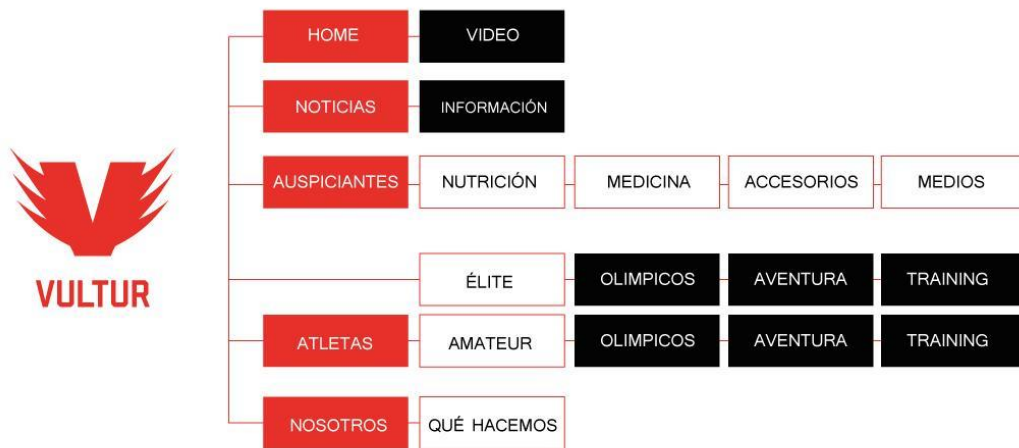 HOME VIDEO
NOTICIAS INFORMACIÓN
AUSPICIANTES NUTRICIÓN MEDICINA ACCESORIOS MEDIOS
VULTUR
ÉLITE OLIMPICOS AVENTURA TRAINING
ATLETAS AMATEUR OLIMPICOS AVENTURA TRAINING
NOSOTROS QUÉ HACEMOS